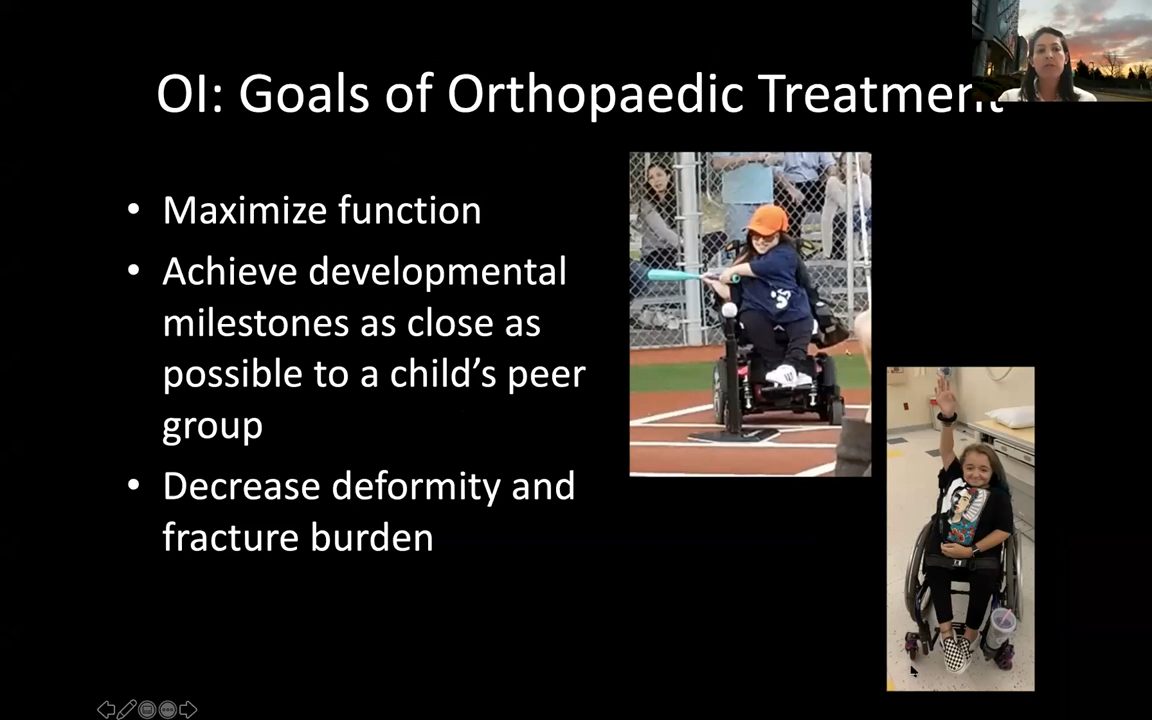 OI: Goals of Orthopaedic Treatment
• Maximize function
• Achieve developmental
milestones as close as
possible to a child’s peer
group
• Decrease deformity and
fracture burden